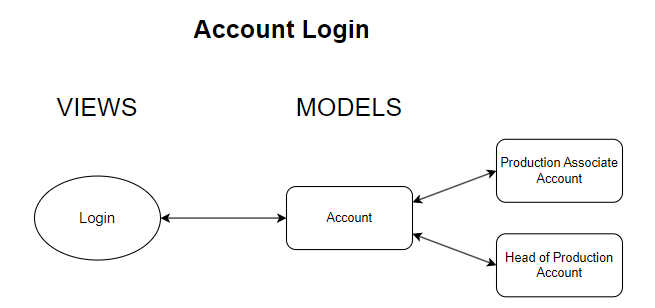 Account Login
VIEWS
MODELS
Login
Account
Production Associate
Account
Head of Production
Account